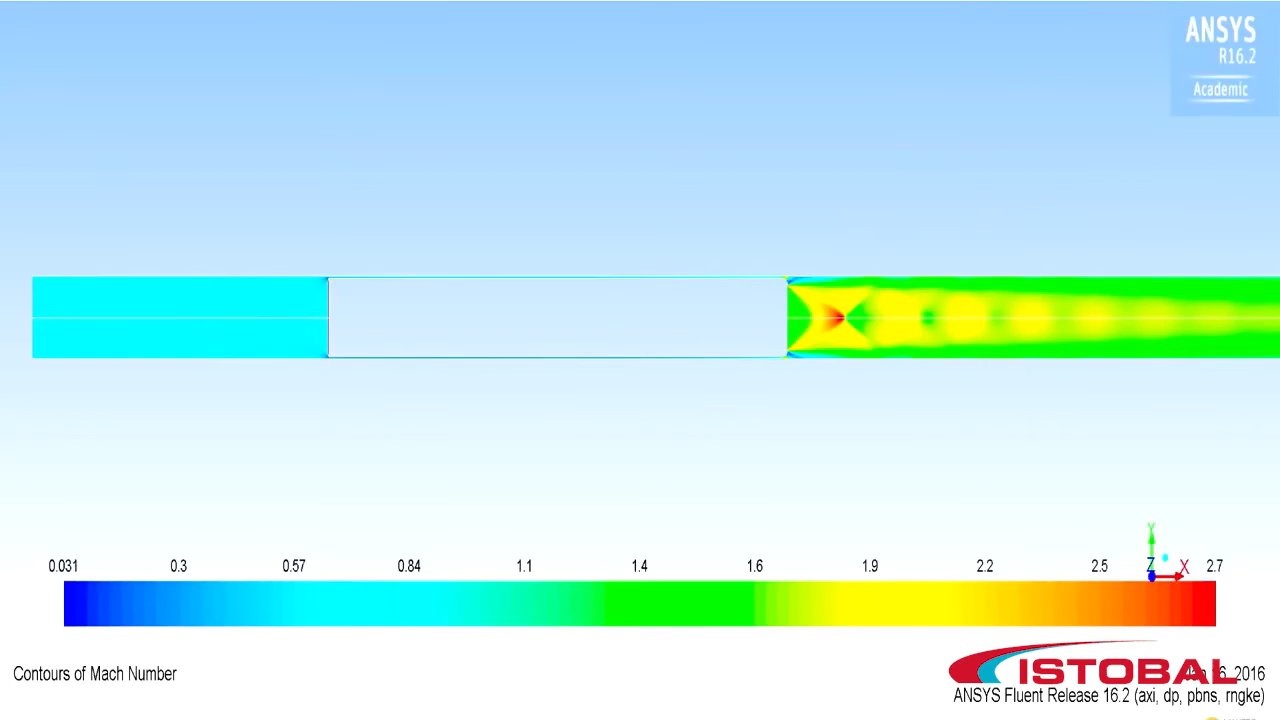 ANSYS
R16.2
Academic
0.031 0.3 0.57 0.84 1.1 1.4 1.6 1.9 2.2 2.5 2.7
Y
Z X
Contours of Mach Number
ISTOBAL
6, 2016
ANSYS Fluent Release 16.2 (axi, dp, pbns, rngke)